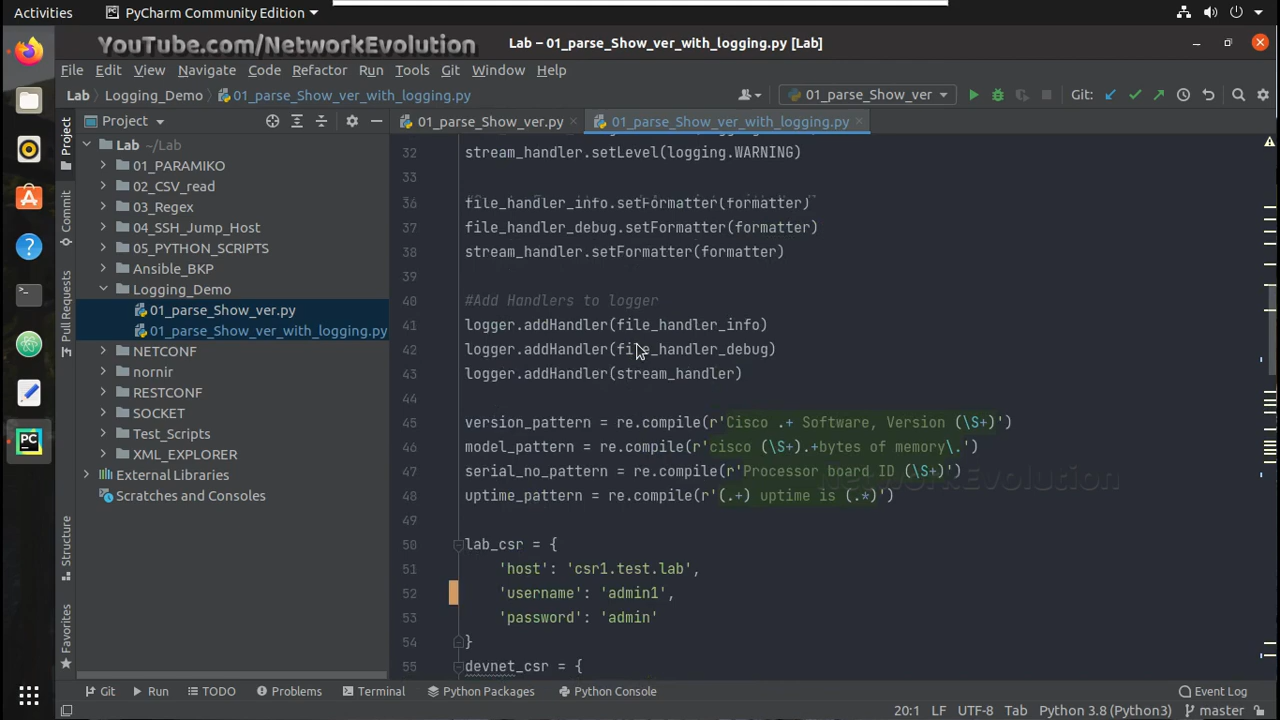 Activities PyCharm Community Edition
YouTube.com/NetworkEvolution
Lab – 01_parse_Show_ver_with_logging.py [Lab]
File Edit View Navigate Code Refactor Run Tools Git Window Help
Lab Logging_Demo 01_parse_Show_ver_with_logging.py 01_parse_Show_ver Git:
Project 01_parse_Show_ver.py 01_parse_Show_ver_with_logging.py
Project
Commit
Pull Requests
Structure
Favorites
Lab ~/Lab
01_PARAMIKO
02_CSV_read
03_Regex
04_SSH_Jump_Host
05_PYTHON_SCRIPTS
Ansible_BKP
Logging_Demo
01_parse_Show_ver.py
01_parse_Show_ver_with_logging.py
NETCONF
nornir
RESTCONF
SOCKET
Test_Scripts
XML_EXPLORER
External Libraries
Scratches and Consoles
32 stream_handler.setLevel(logging.WARNING)
33
36 file_handler_info.setFormatter(formatter)
37 file_handler_debug.setFormatter(formatter)
38 stream_handler.setFormatter(formatter)
39
40 #Add Handlers to logger
41 logger.addHandler(file_handler_info)
42 logger.addHandler(file_handler_debug)
43 logger.addHandler(stream_handler)
44
45 version_pattern = re.compile(r'Cisco .+ Software, Version (\S+)')
46 model_pattern = re.compile(r'cisco (\S+).+bytes of memory\.')
47 serial_no_pattern = re.compile(r'Processor board ID (\S+)')
NetworkEvolution
48 uptime_pattern = re.compile(r'(.+) uptime is (.*)')
49
50 lab_csr = {
51 'host': 'csr1.test.lab',
52 'username': 'admin1',
53 'password': 'admin'
54 }
55 devnet_csr = {
Git Run TODO Problems Terminal Python Packages Python Console Event Log
20:1 LF UTF-8 Tab Python 3.8 (Python3) master